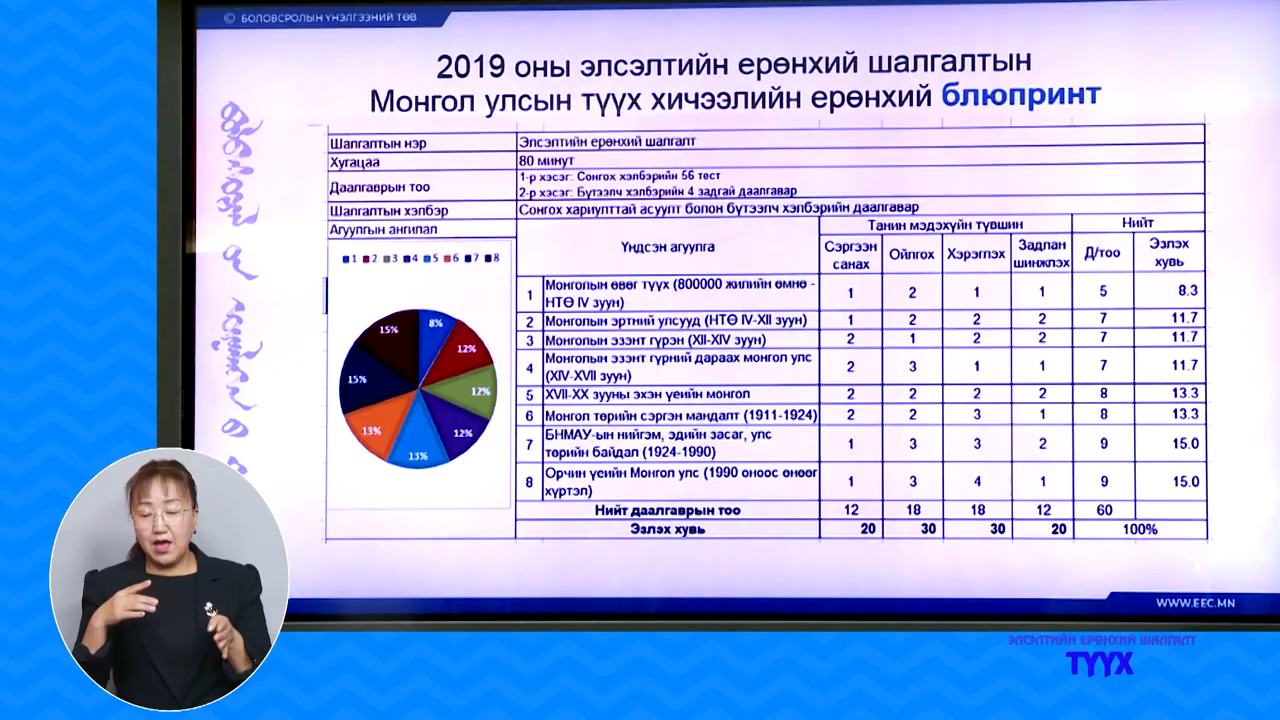 © БОЛОВСРОЛЫН ҮНЭЛГЭЭНИЙ ТӨВ
2019 оны элсэлтийн ерөнхий шалгалтын
Монгол улсын түүх хичээлийн ерөнхий блюпринт
Шалгалтын нэр Элсэлтийн ерөнхий шалгалт
Хугацаа 80 минут
Даалгаврын тоо
1-р хэсэг: Сонгох хэлбэрийн 56 тест
2-р хэсэг: Бүтээлч хэлбэрийн 4 задгай даалгавар
Шалгалтын хэлбэр Сонгох хариулттай асуулт болон бүтээлч хэлбэрийн даалгавар
Агуулгын ангилал
1 2 3 4 5 6 7 8
8%
12%
12%
12%
13%
13%
15%
15%
Үндсэн агуулга
Танин мэдэхүйн түвшин
Нийт
Сэргээн санах
Ойлгох
Хэрэглэх
Задлан шинжлэх
Д/тоо
Эзлэх хувь
1 Монголын өвөг түүх (800000 жилийн өмнө -
НТӨ IV зуун) 1 2 1 1 5 8.3
2 Монголын эртний улсууд (НТӨ IV-XII зуун) 1 2 2 2 7 11.7
3 Монголын эзэнт гүрэн (XII-XIV зуун) 2 1 2 2 7 11.7
4 Монголын эзэнт гүрний дараах монгол улс
(XIV-XVII зуун) 2 3 1 1 7 11.7
5 XVII-XX зууны эхэн үеийн монгол 2 2 2 2 8 13.3
6 Монгол төрийн сэргэн мандалт (1911-1924) 2 2 3 1 8 13.3
7 БНМАУ-ын нийгэм, эдийн засаг, улс
төрийн байдал (1924-1990) 1 3 3 2 9 15.0
8 Орчин үеийн Монгол улс (1990 оноос өнөөг
хүртэл) 1 3 4 1 9 15.0
Нийт даалгаврын тоо 12 18 18 12 60
Эзлэх хувь 20 30 30 20 100%
WWW.EEC.MN
ЭЛСЭЛТИЙН ЕРӨНХИЙ ШАЛГАЛТ
ТҮҮХ